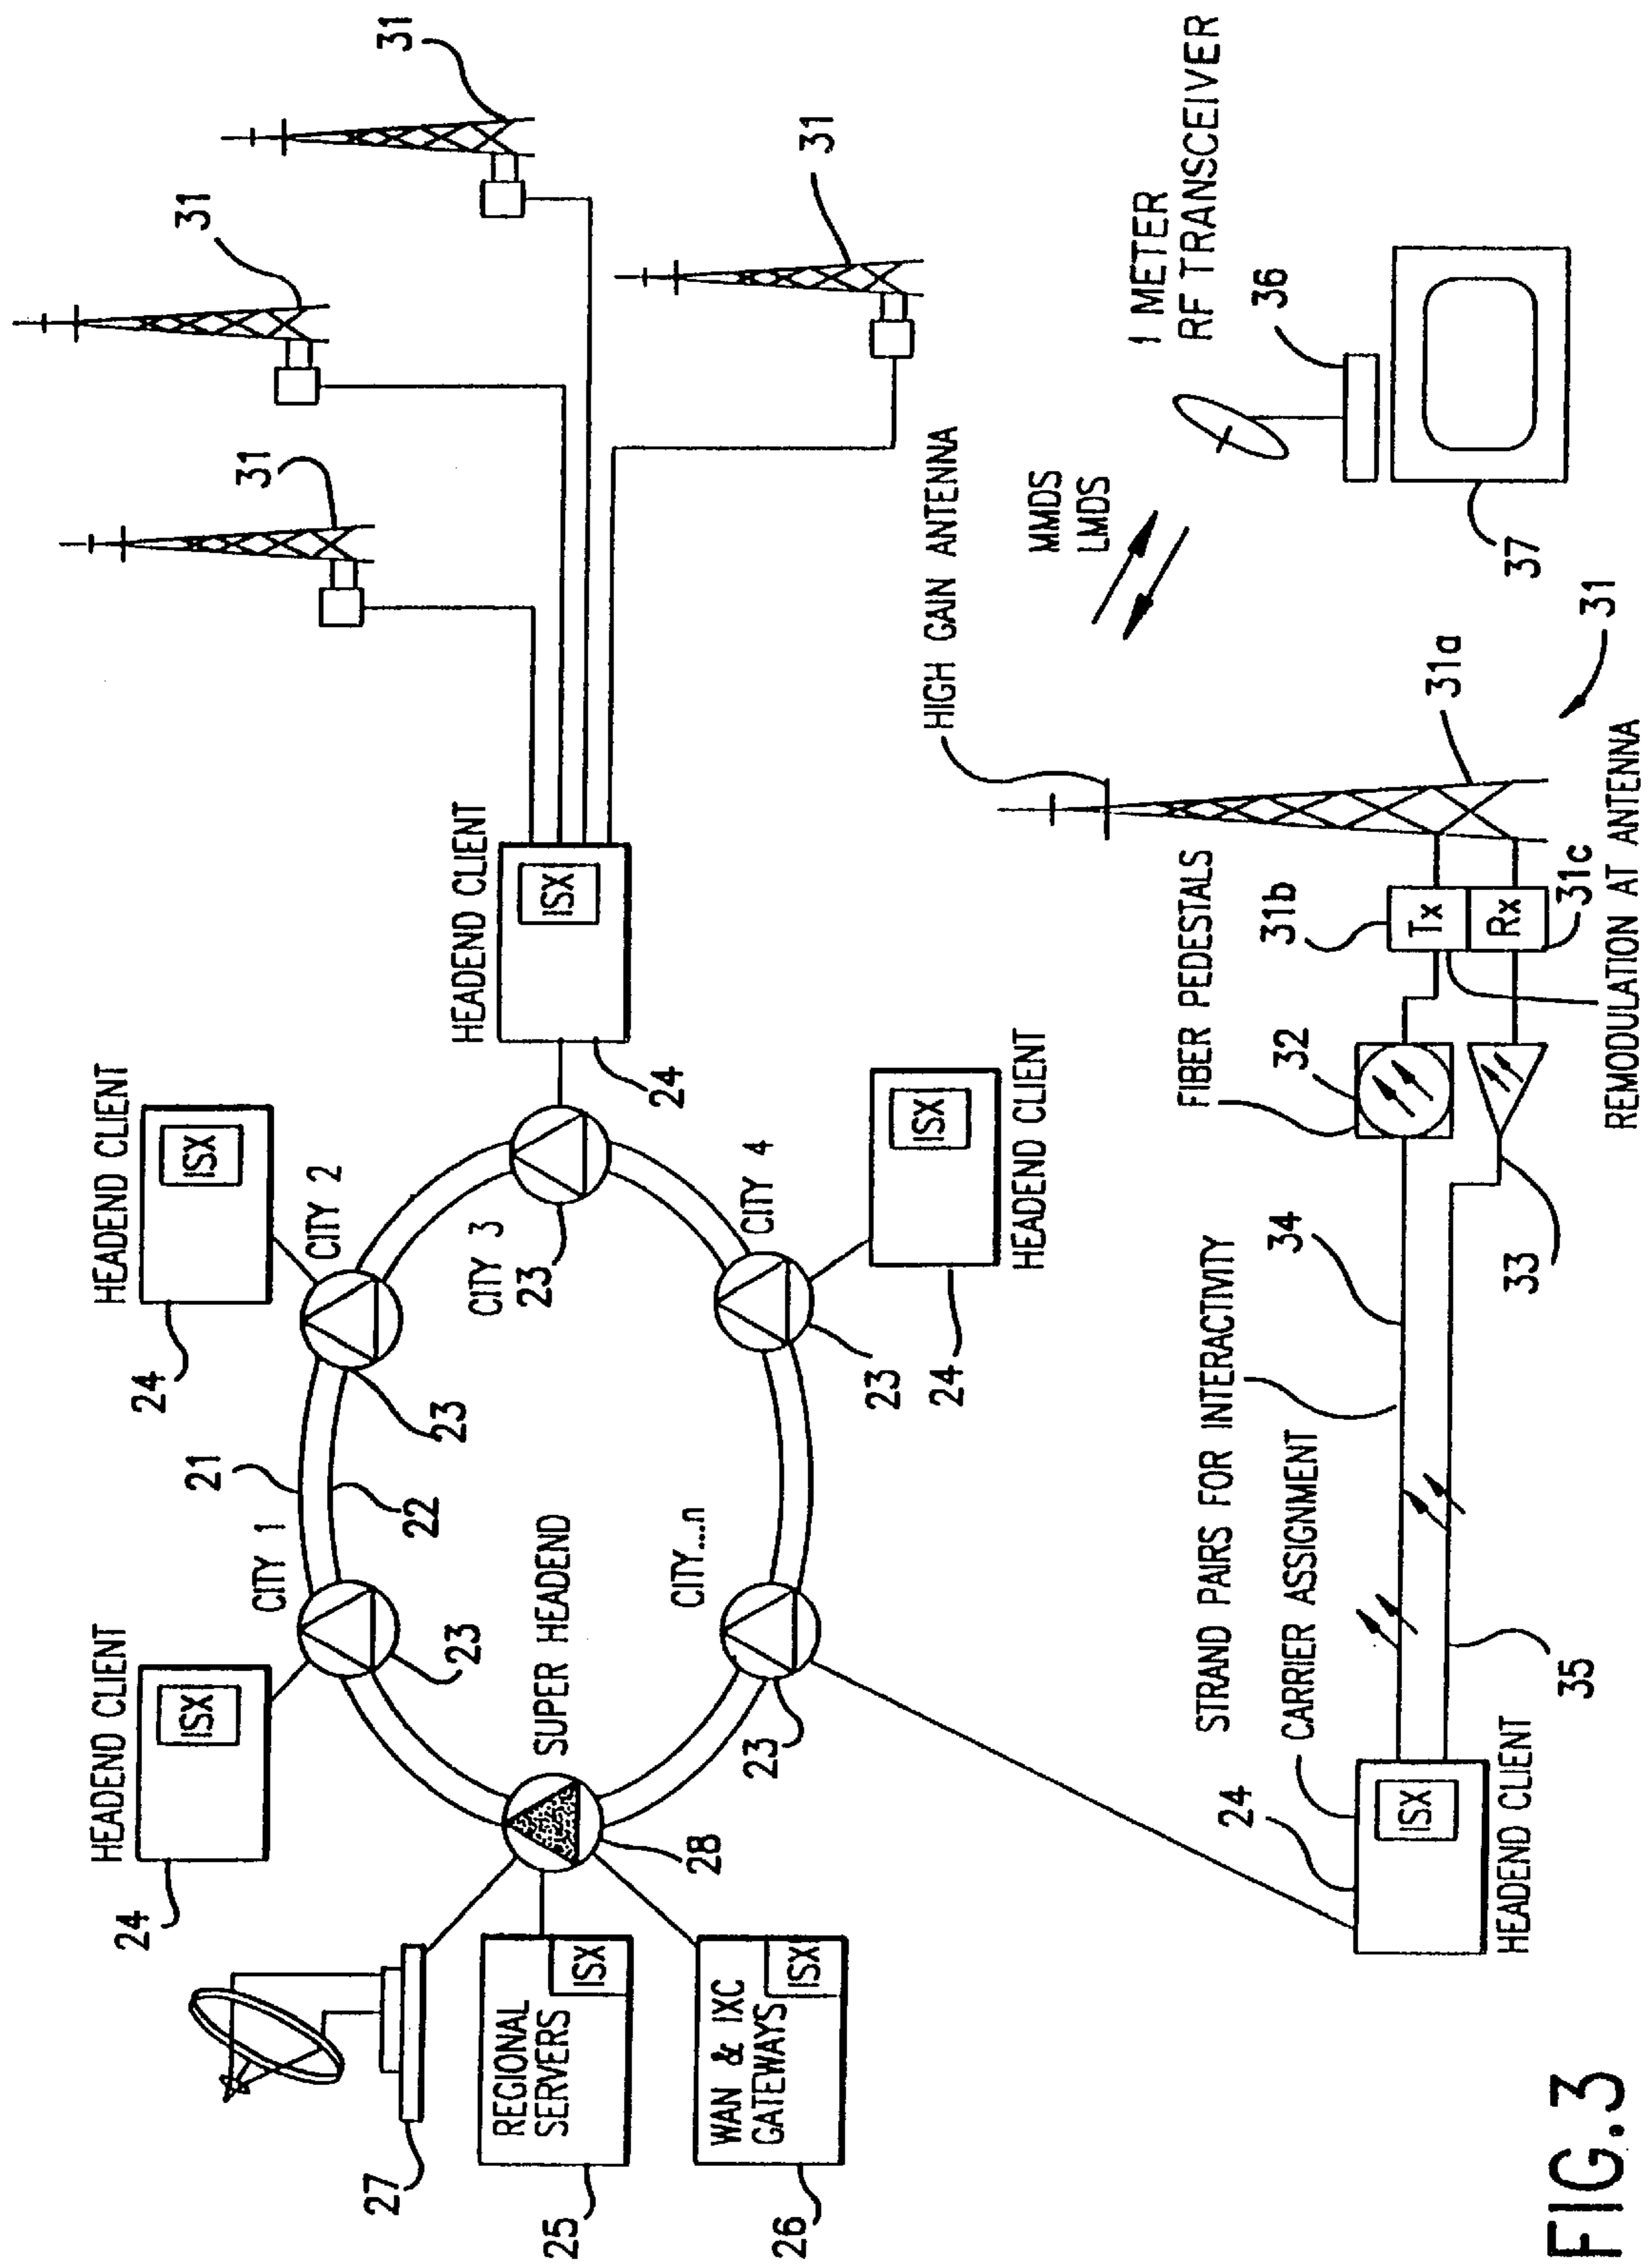 31
31
31
31
HEADEND CLIENT
ISX
24
HEADEND CLIENT
ISX
24
HEADEND CLIENT
ISX
24
CITY 1
21
22
CITY 2
23
23
CITY 3
23
CITY 4
23
24
ISX
HEADEND CLIENT
SUPER HEADEND
28
CITY...n
23
27
REGIONAL
SERVERS
ISX
25
WAN & IXC
GATEWAYS
ISX
26
HIGH GAIN ANTENNA
MMDS
LMDS
1 METER
RF TRANSCEIVER
36
37
31
31a
FIBER PEDESTALS
31b
Tx
Rx
31c
REMODULATION AT ANTENNA
32
33
34
STRAND PAIRS FOR INTERACTIVITY
CARRIER ASSIGNMENT
35
24
ISX
HEADEND CLIENT
FIG.3